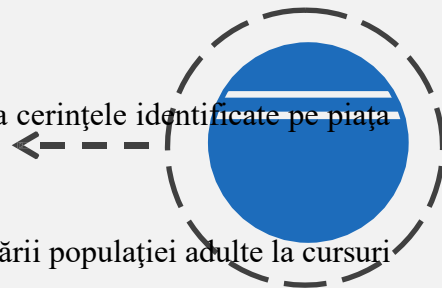 a cerinţele identificate pe piaţa
ării populaţiei adulte la cursuri